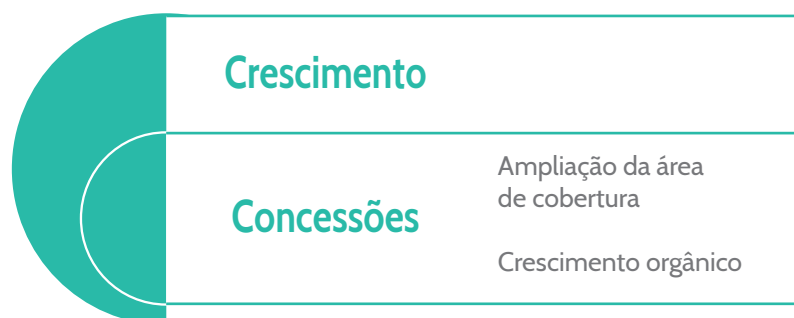 Crescimento
Concessões
Ampliação da área
de cobertura
Crescimento orgânico